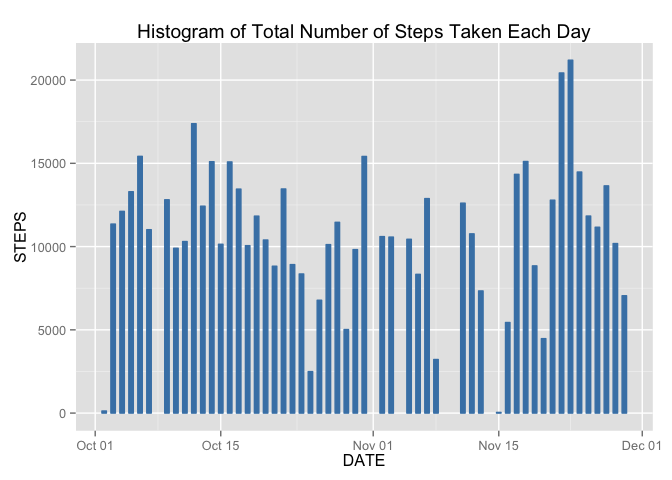 Histogram of Total Number of Steps Taken Each Day
STEPS
20000
15000
10000
5000
0
Oct 01 Oct 15 Nov 01 Nov 15 Dec 01
DATE